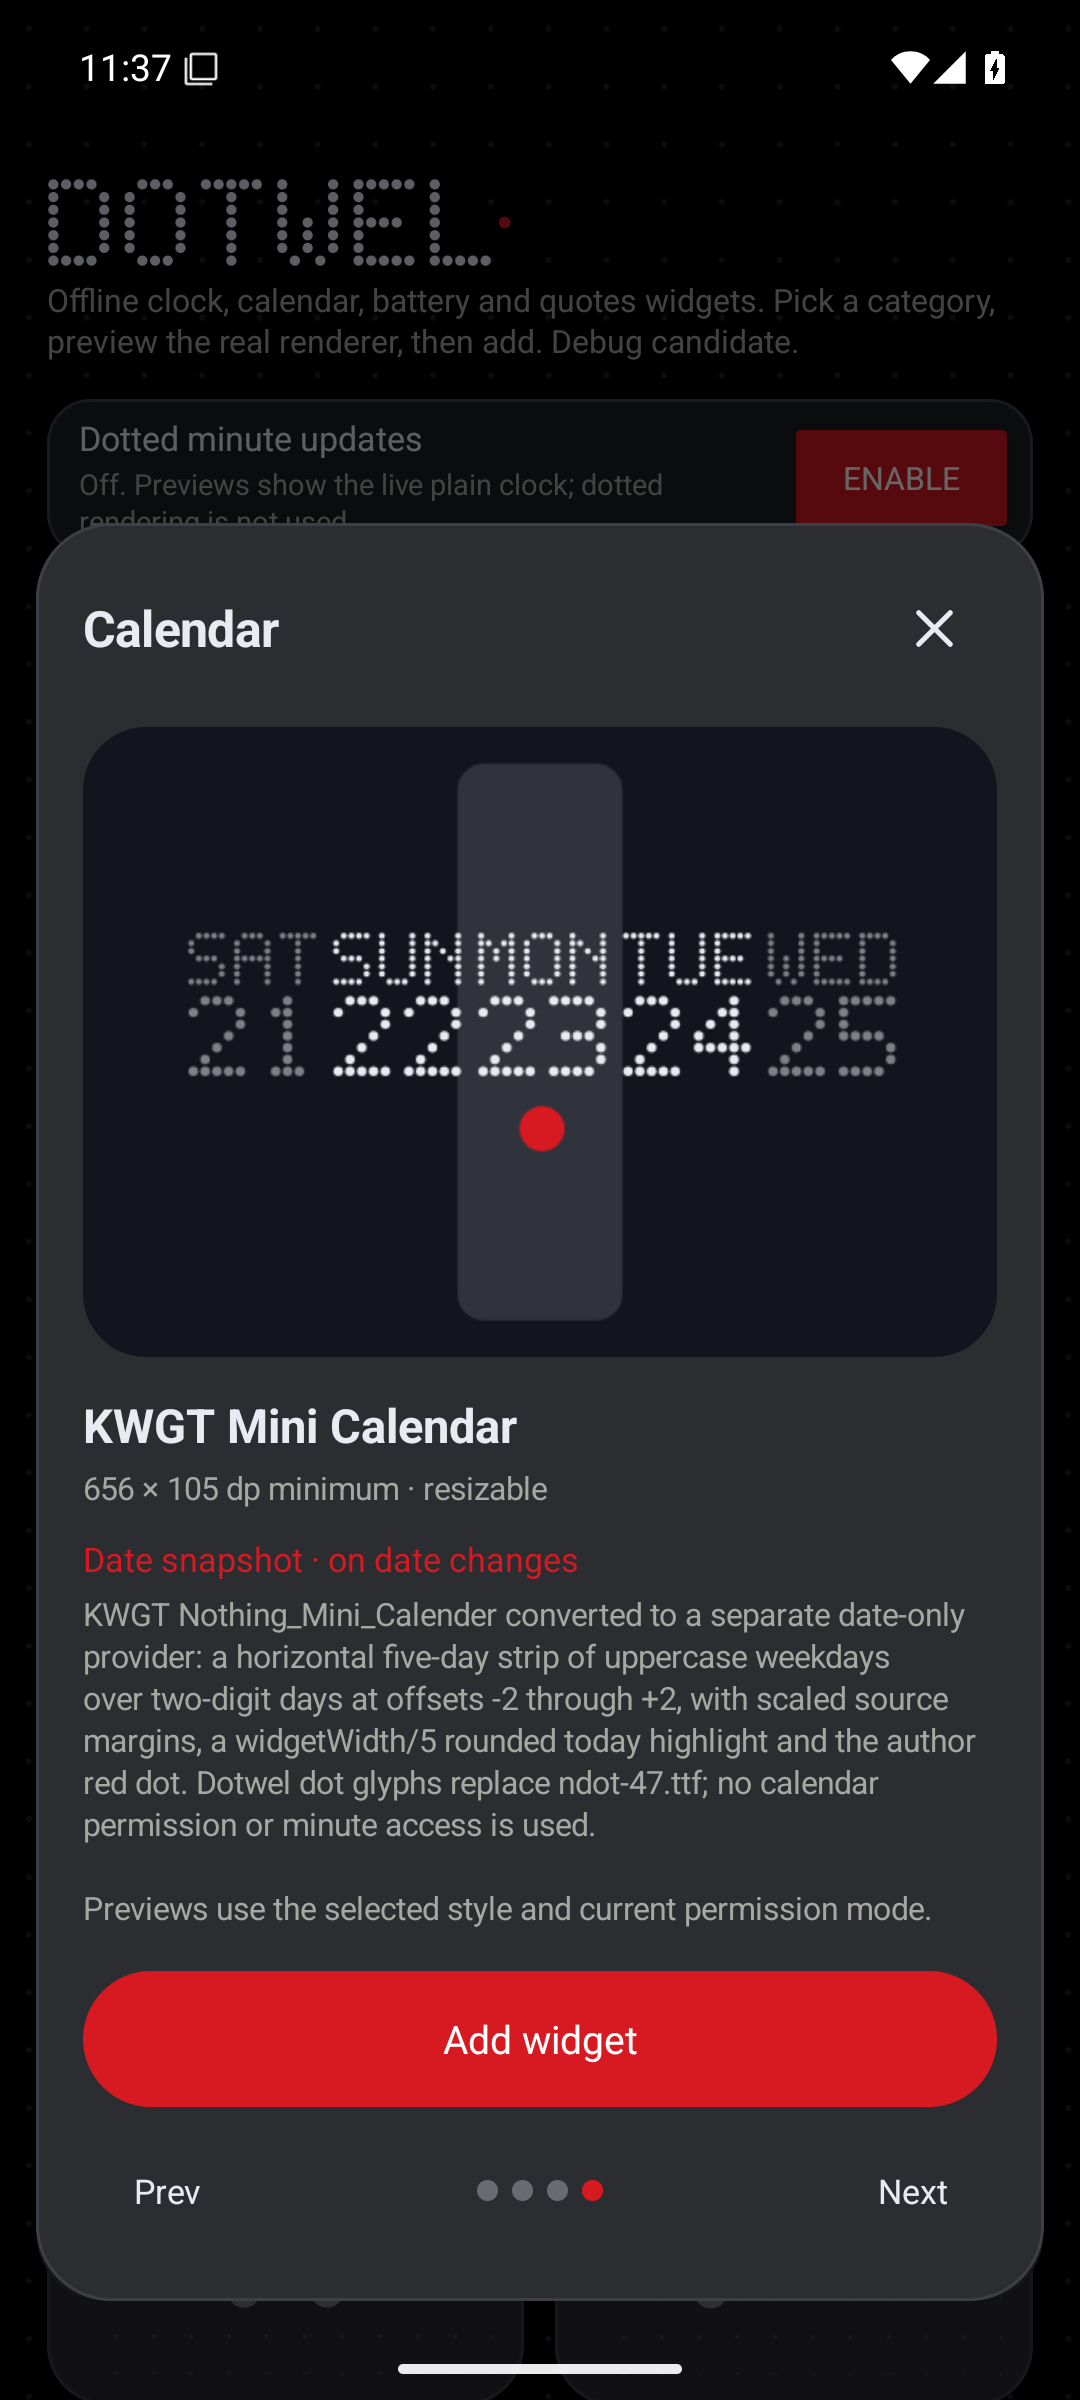 11:37
DOTWEL
Offline clock, calendar, battery and quotes widgets. Pick a category,
preview the real renderer, then add. Debug candidate.
Dotted minute updates
Off. Previews show the live plain clock; dotted
rendering is not used
ENABLE
Calendar
SAT SUN MON TUE WED
21 22 23 24 25
KWGT Mini Calendar
656 × 105 dp minimum · resizable
Date snapshot · on date changes
KWGT Nothing_Mini_Calender converted to a separate date-only
provider: a horizontal five-day strip of uppercase weekdays
over two-digit days at offsets -2 through +2, with scaled source
margins, a widgetWidth/5 rounded today highlight and the author
red dot. Dotwel dot glyphs replace ndot-47.ttf; no calendar
permission or minute access is used.
Previews use the selected style and current permission mode.
Add widget
Prev
Next